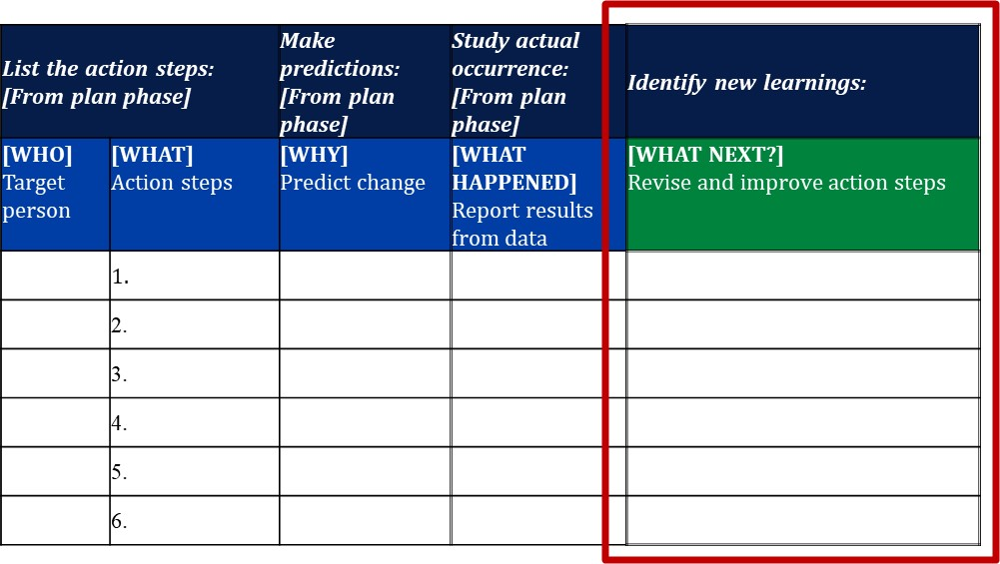 List the action steps:
[From plan phase]
Make
predictions:
[From plan
phase]
Study actual
occurrence:
[From plan
phase]
Identify new learnings:
[WHO]
Target
person
[WHAT]
Action steps
[WHY]
Predict change
[WHAT
HAPPENED]
Report results
from data
[WHAT NEXT?]
Revise and improve action steps
1.
2.
3.
4.
5.
6.